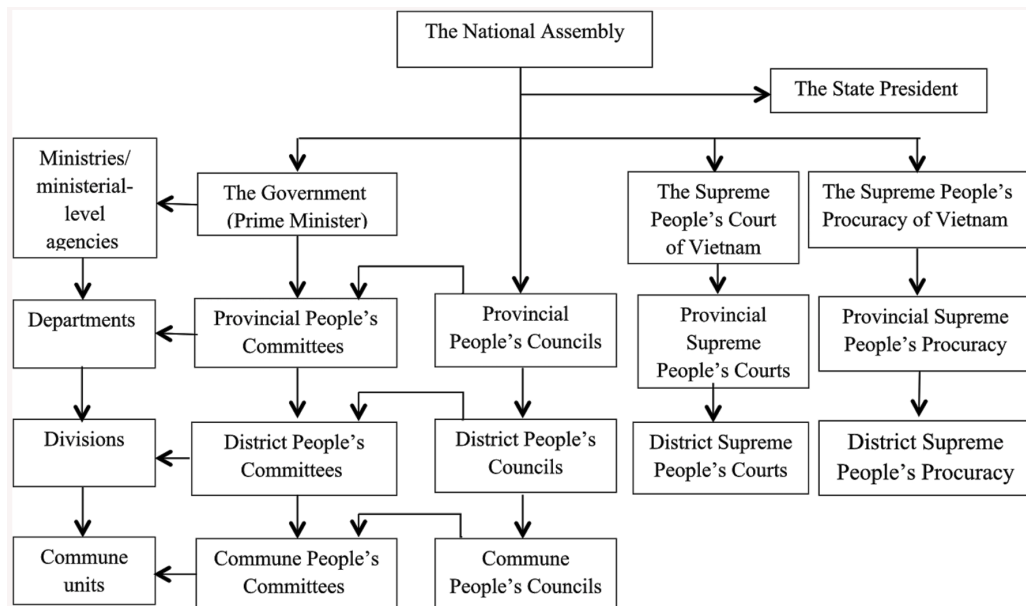 The National Assembly
The State President
Ministries/
ministerial-
level
agencies
The Government
(Prime Minister)
The Supreme
People's Court
of Vietnam
The Supreme People's
Procuracy of Vietnam
Departments
Provincial People's
Committees
Provincial
People's Councils
Provincial
Supreme
People's Courts
Provincial Supreme
People's Procuracy
Divisions
District People's
Committees
District People's
Councils
District Supreme
People's Courts
District Supreme
People's Procuracy
Commune
units
Commune People's
Committees
Commune
People's Councils